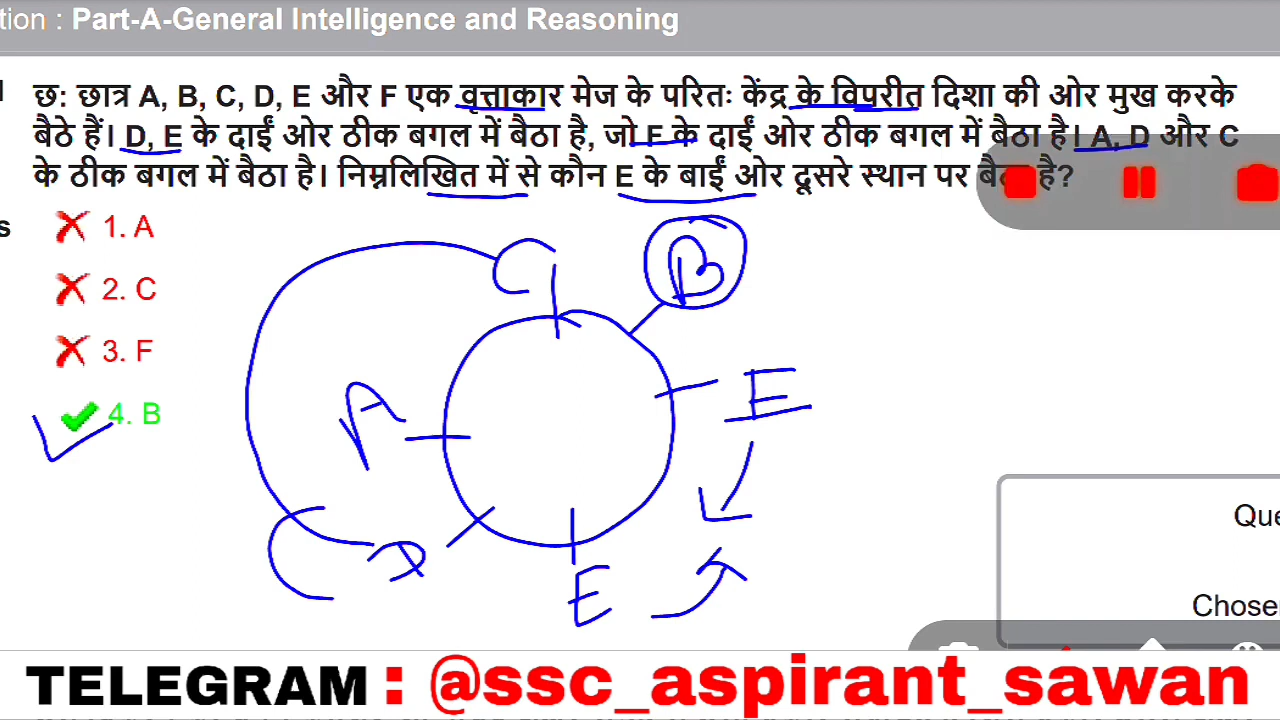 tion : Part-A-General Intelligence and Reasoning
छ: छात्र A, B, C, D, E और F एक वृत्ताकार मेज के परितः केंद्र के विपरीत दिशा की ओर मुख करके
बैठे हैं। D, E के दाईं ओर ठीक बगल में बैठा है, जो F के दाईं ओर ठीक बगल में बैठा है। A, D और C
के ठीक बगल में बैठा है। निम्नलिखित में से कौन E के बाईं ओर दूसरे स्थान पर है?
s
1. A
2. C
3. F
4. B
C
B
A
E
D
E
Que
Chosen
TELEGRAM : @ssc_aspirant_sawan